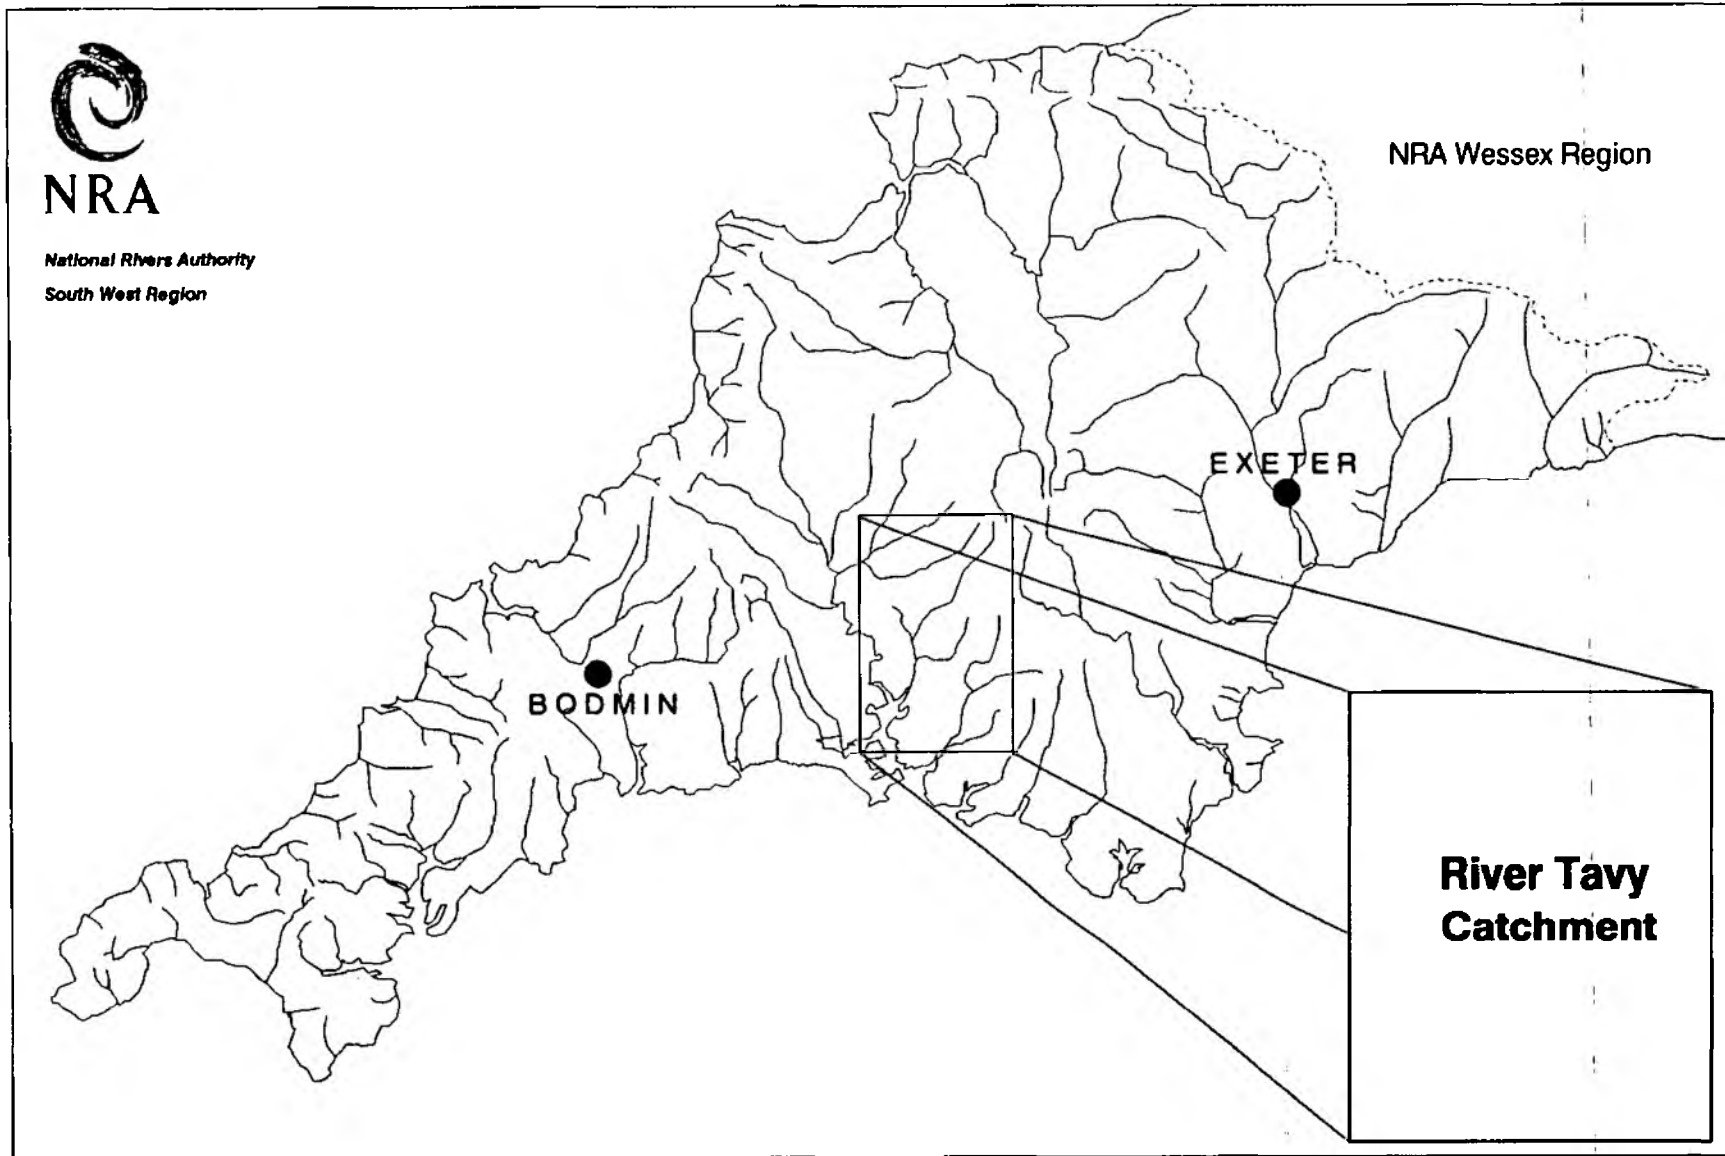 NRA
National Rivers Authority
South West Region
NRA Wessex Region
EXETER
BODMIN
River Tavy
Catchment